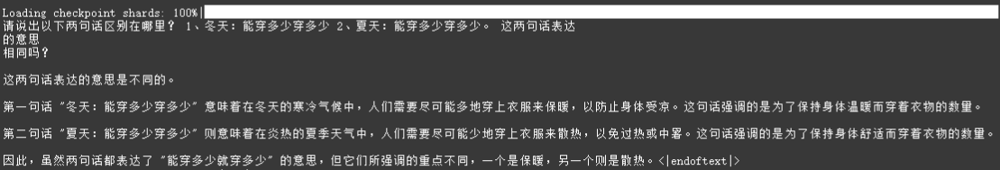 Loading checkpoint shards: 100%|
请说出以下两句话区别在哪里？ 1、冬天：能穿多少穿多少 2、夏天：能穿多少穿多少。 这两句话表达
的意思
相同吗？
这两句话表达的意思是不同的。
第一句话 "冬天：能穿多少穿多少" 意味着在冬天的寒冷气候中，人们需要尽可能多地穿上衣服来保暖，以防止身体受凉。这句话强调的是为了保持身体温暖而穿着衣物的数量。
第二句话 "夏天：能穿多少穿多少" 则意味着在炎热的夏季天气中，人们需要尽可能少地穿上衣服来散热，以免过热或中暑。这句话强调的是为了保持身体舒适而穿着衣物的数量。
因此，虽然两句话都表达了 "能穿多少就穿多少" 的意思，但它们所强调的重点不同，一个是保暖，另一个则是散热。<|endoftext|>